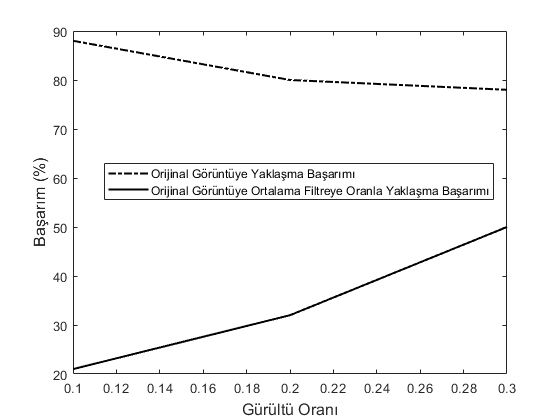 90
80
70
60
50
40
30
20
Başarım (%)
Orijinal Görüntüye Yaklaşma Başarımı
Orijinal Görüntüye Ortalama Filtreye Oranla Yaklaşma Başarımı
0.1 0.12 0.14 0.16 0.18 0.2 0.22 0.24 0.26 0.28 0.3
Gürültü Oranı